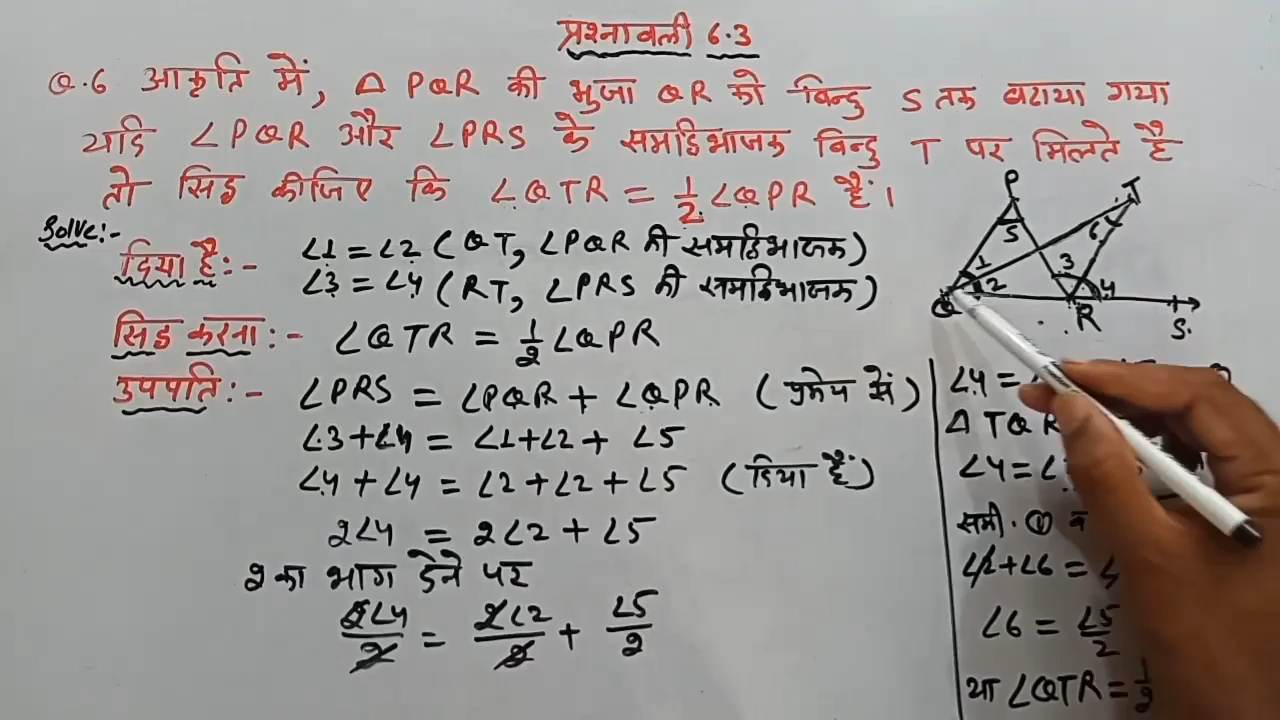 प्रश्नावली 6.3
Q.6 आकृति में, Δ PQR की भुजा QR को बिन्दु S तक बढाया गया
यदि ∠PQR और ∠PRS के समद्विभाजक बिन्दु T पर मिलते है
तो सिद्ध कीजिए कि ∠QTR = 1/2 ∠QPR हैं।
Solve:-
दिया है:- ∠1 = ∠2 (QT, ∠PQR की समद्विभाजक)
∠3 = ∠4 (RT, ∠PRS की समद्विभाजक)
सिद्ध करना:- ∠QTR = 1/2 ∠QPR
उपपति:- ∠PRS = ∠PQR + ∠QPR (प्रमेय से)
∠3 + ∠4 = ∠1 + ∠2 + ∠5
∠4 + ∠4 = ∠2 + ∠2 + ∠5 (दिया हैं)
2∠4 = 2∠2 + ∠5
2 का भाग देने पर
2∠4/2 = 2∠2/2 + ∠5/2
P
T
5
6
1
2
3
4
Q
R
S
∠4 =
Δ TQR
∠4 = ∠
समी. ①
∠2 + ∠6 =
∠6 = ∠5/2
या ∠QTR = 1/2